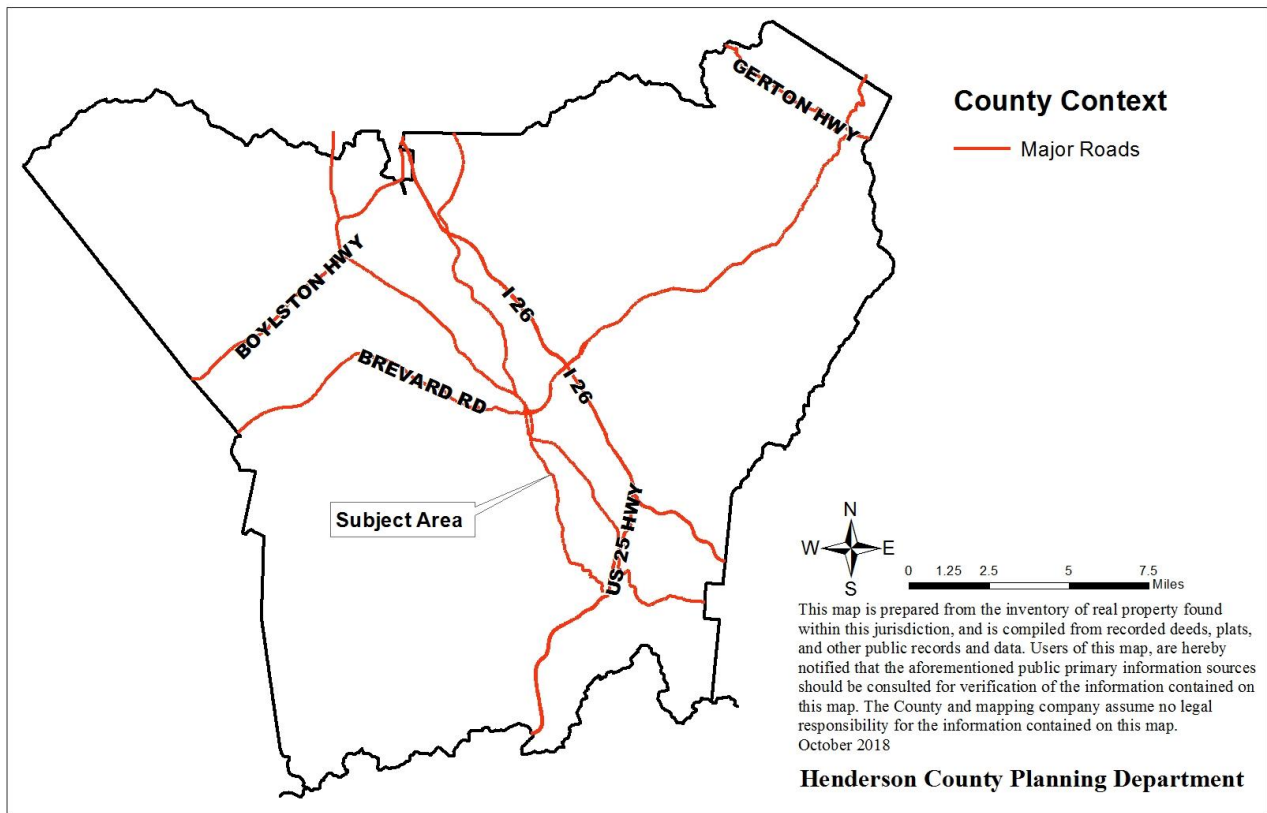 GERTON HWY
County Context
Major Roads
BOYLSTON HWY
I 26
BREVARD RD
I 26
Subject Area
US 25 HWY
N
W E
S
0 1.25 2.5 5 7.5
Miles
This map is prepared from the inventory of real property found
within this jurisdiction, and is compiled from recorded deeds, plats,
and other public records and data. Users of this map, are hereby
notified that the aforementioned public primary information sources
should be consulted for verification of the information contained on
this map. The County and mapping company assume no legal
responsibility for the information contained on this map.
October 2018
Henderson County Planning Department